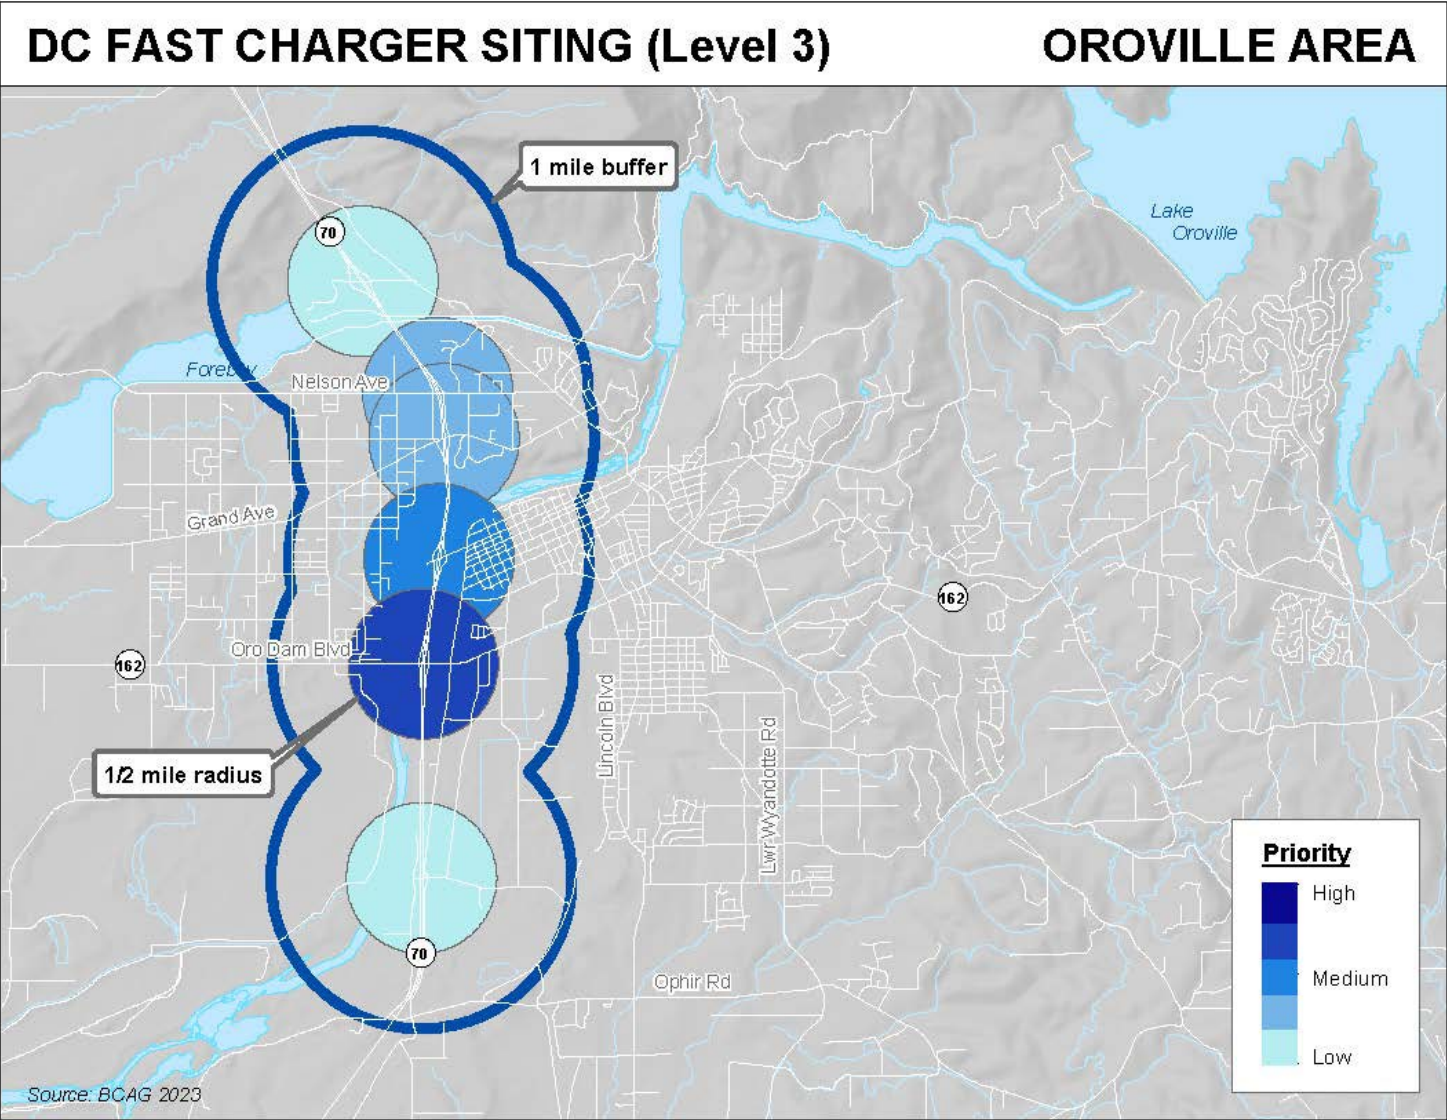 DC FAST CHARGER SITING (Level 3)
OROVILLE AREA
1 mile buffer
Lake
Oroville
70
Forebay
Nelson Ave
Grand Ave
162
162
Oro Dam Blvd
Lincoln Blvd
Lwr Wyandotte Rd
1/2 mile radius
70
Ophir Rd
Priority
High
Medium
Low
Source: BCAG 2023